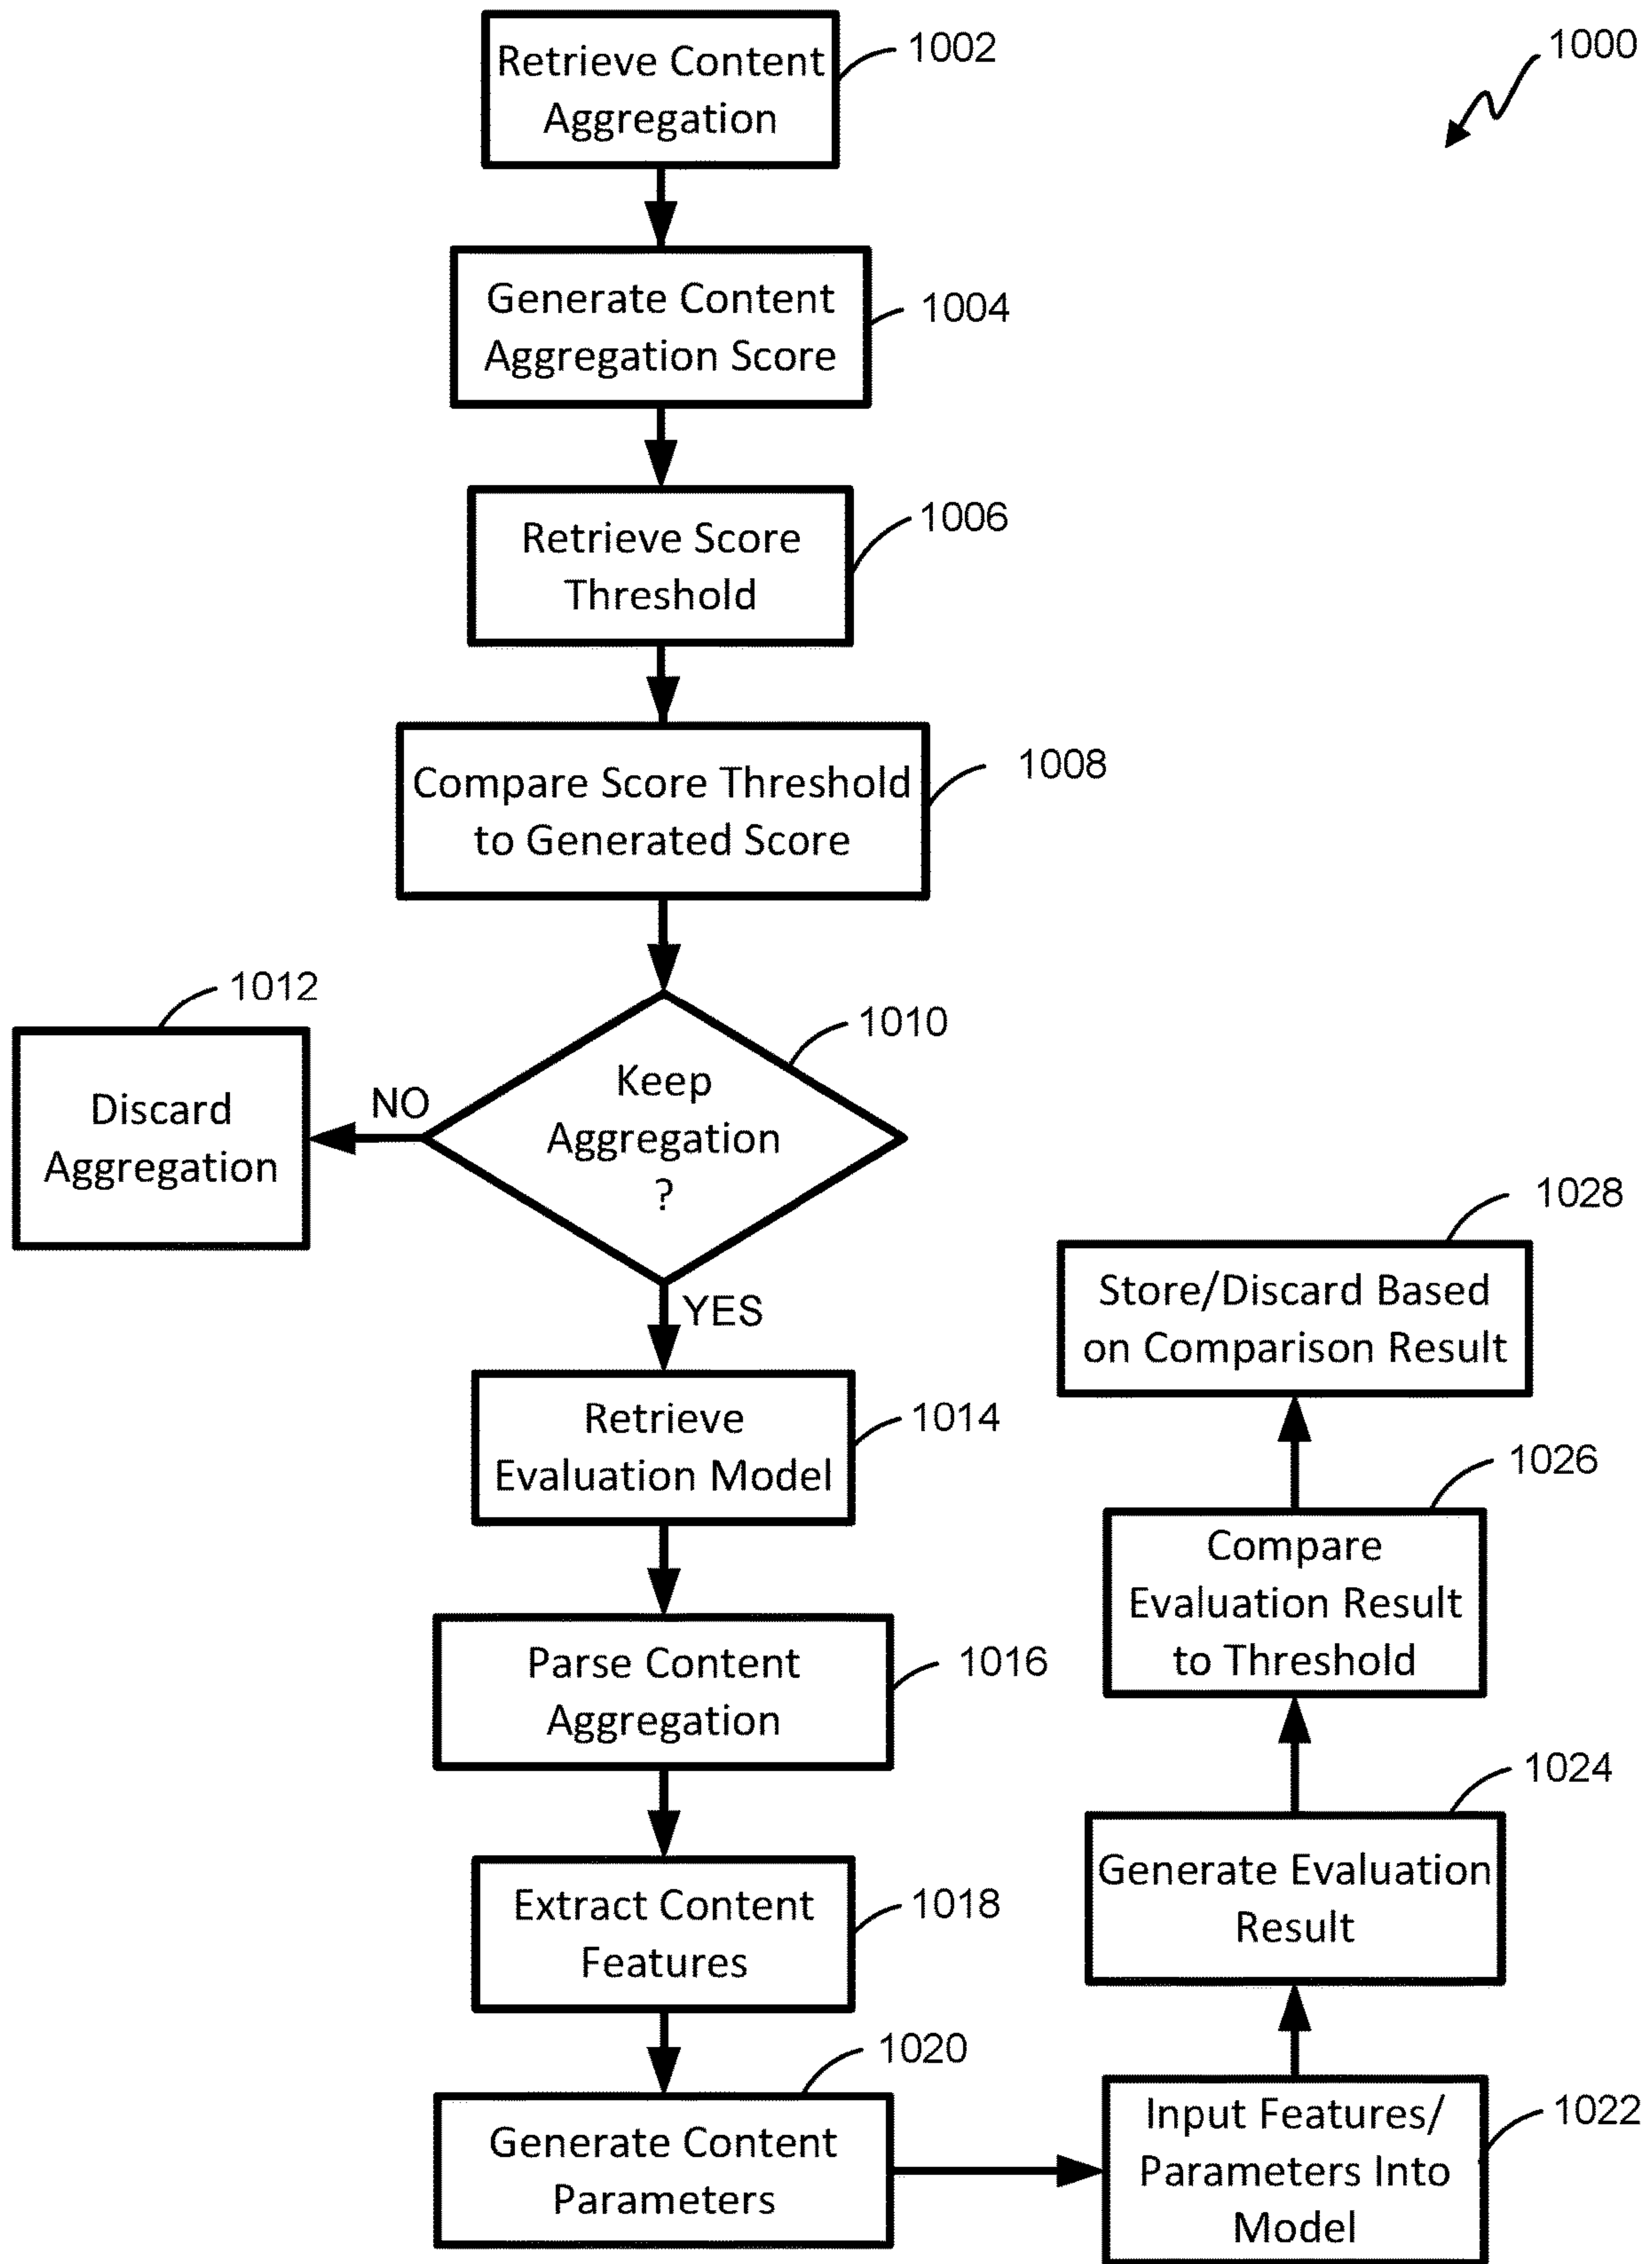 1000
Retrieve Content
Aggregation
1002
Generate Content
Aggregation Score
1004
Retrieve Score
Threshold
1006
Compare Score Threshold
to Generated Score
1008
Keep
Aggregation
?
1010
NO
Discard
Aggregation
1012
YES
Retrieve
Evaluation Model
1014
Parse Content
Aggregation
1016
Extract Content
Features
1018
Generate Content
Parameters
1020
Input Features/
Parameters Into
Model
1022
Generate Evaluation
Result
1024
Compare
Evaluation Result
to Threshold
1026
Store/Discard Based
on Comparison Result
1028